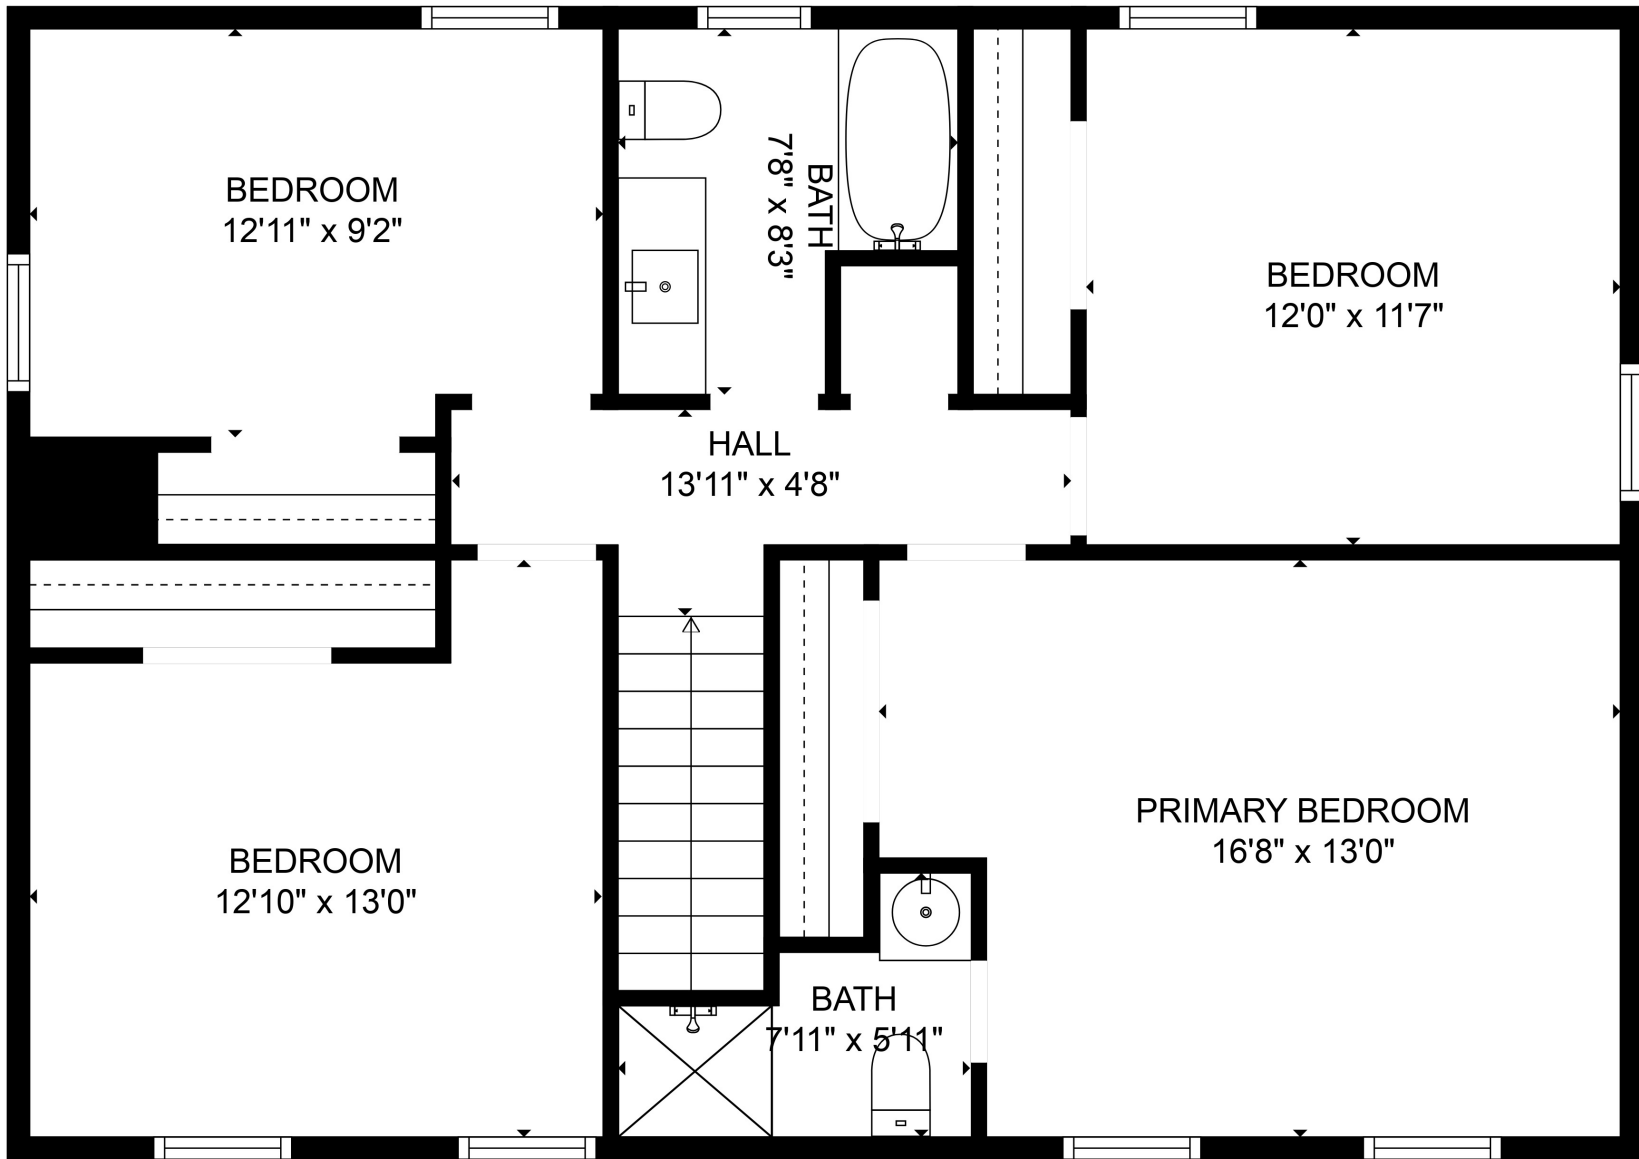 BEDROOM
12'11" x 9'2"
BATH
7'8" x 8'3"
BEDROOM
12'0" x 11'7"
HALL
13'11" x 4'8"
BEDROOM
12'10" x 13'0"
PRIMARY BEDROOM
16'8" x 13'0"
BATH
7'11" x 5'11"